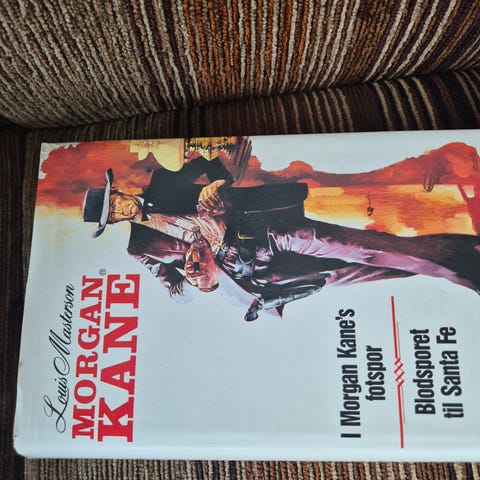 Louis Masterson
MORGAN®
KANE
I Morgan Kane's
fotspor
Blodsporet
til Santa Fe